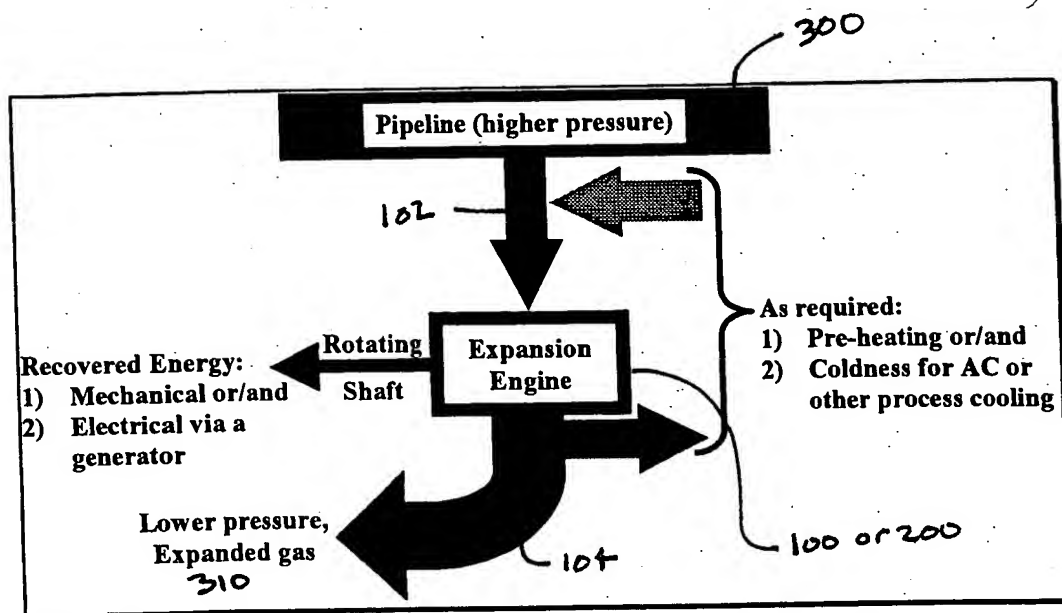 300
Pipeline (higher pressure)
102
Rotating
Shaft
Expansion
Engine
Recovered Energy:
1) Mechanical or/and
2) Electrical via a
generator
As required:
1) Pre-heating or/and
2) Coldness for AC or
other process cooling
Lower pressure,
Expanded gas
310
104
100 or 200